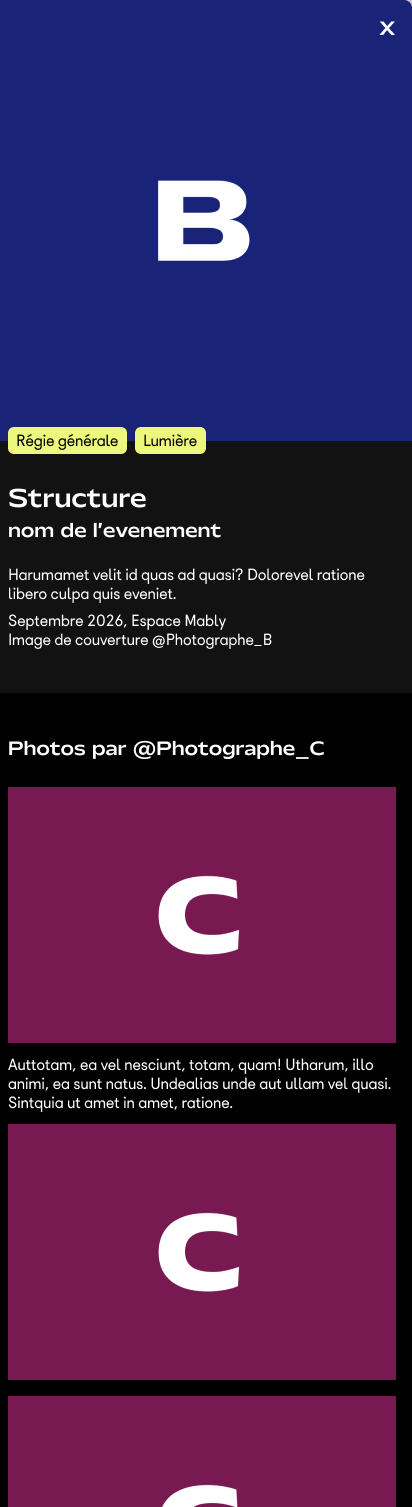 X
B
Régie générale
Lumière
Structure
nom de l'evenement
Harumamet velit id quas ad quasi? Dolorevel ratione
libero culpa quis eveniet.
Septembre 2026, Espace Mably
Image de couverture @Photographe_B
Photos par @Photographe_C
C
Auttotam, ea vel nesciunt, totam, quam! Utharum, illo
animi, ea sunt natus. Undealias unde aut ullam vel quasi.
Sintquia ut amet in amet, ratione.
C
C